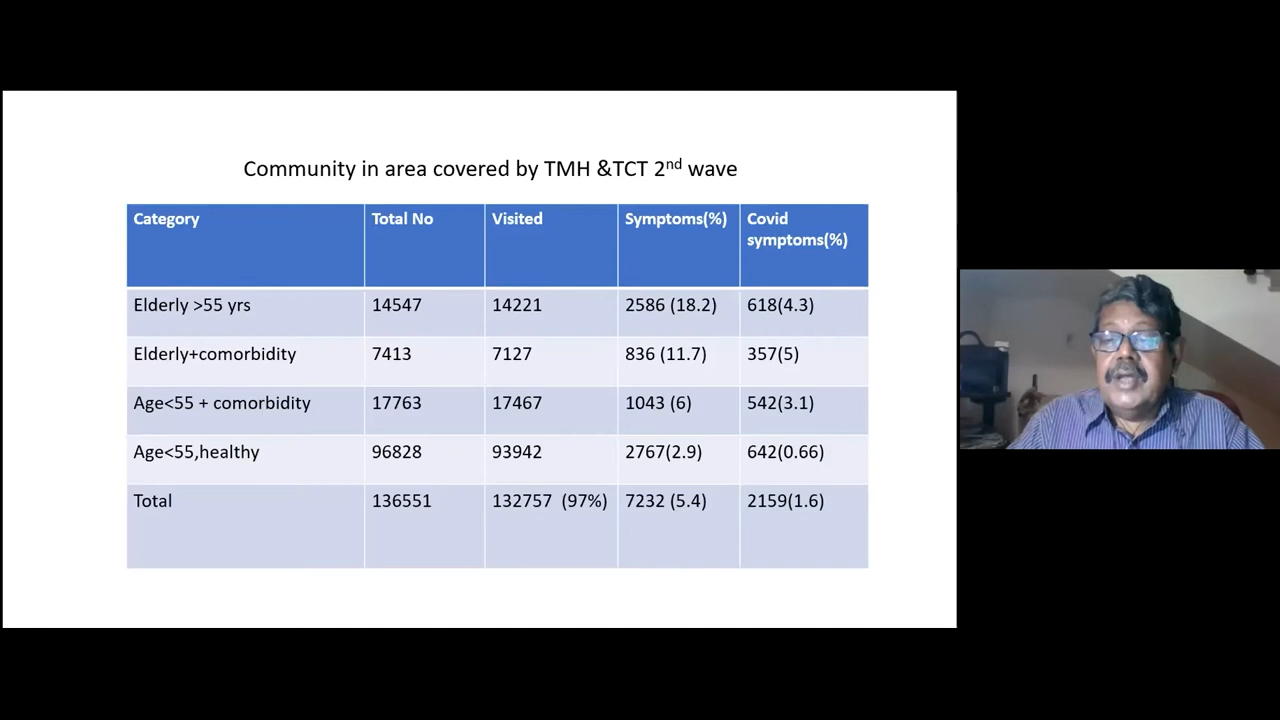 Community in area covered by TMH &TCT 2nd wave
Category Total No Visited Symptoms(%) Covid symptoms(%)
Elderly >55 yrs 14547 14221 2586 (18.2) 618(4.3)
Elderly+comorbidity 7413 7127 836 (11.7) 357(5)
Age<55 + comorbidity 17763 17467 1043 (6) 542(3.1)
Age<55,healthy 96828 93942 2767(2.9) 642(0.66)
Total 136551 132757 (97%) 7232 (5.4) 2159(1.6)